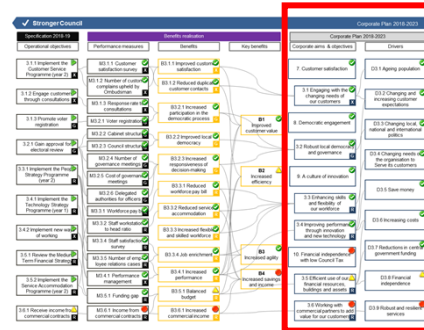 StrongerCouncil
Corporate Plan 2018-2023
Specification 2018-19
Benefits realisation
Corporate Plan 2018-2023
Operational objectives
Performance measures
Benefits
Key benefits
Corporate aims & objectives
Drivers
3.1.1 Implement the
Customer Service
Programme (year 2)
3.1.2 Engage customers
through consultations
3.1.3 Promote voter
registration
3.2.1 Gain approval for
electoral review
3.3.1 Implement the People
Strategy Programme
(year 2)
3.4.1 Implement the
Technology Strategy
Programme (year 1)
3.4.2 Implement new ways
of working
3.5.1 Review the Medium
Term Financial Strategy
3.5.2 Implement the
Service Accommodation
Programme (year 2)
3.6.1 Receive income from
commercial contracts
M3.1.1 Customer
satisfaction survey
M3.1.2 Number of customer
complaints upheld by
Ombudsman
M3.1.3 Response rate to
consultations
M3.2.1 Voter registration
M3.2.2 Cabinet structure
M3.2.3 Council structure
M3.2.4 Number of
governance meetings
M3.2.5 Cost of governance
meetings
M3.2.6 Delegated
authorities for officers
M3.3.1 Workforce pay
M3.3.2 Staff workstation
to head ratio
M3.4.4 Staff satisfaction
survey
M3.3.5 Number of employee
relations cases
M3.4.1 Performance
management
M3.5.1 Funding gap
M3.6.1 Income from
commercial contracts
B3.1.1 Improved customer
satisfaction
B3.1.2 Reduced duplicate
customer contacts
B3.2.1 Increased
participation in the
democratic process
B3.2.2 Improved local
democracy
B3.2.3 Increased
responsiveness of
decision-making
B3.3.1 Reduced
workforce pay bill
B3.3.2 Reduced service
accommodation
B3.3.3 Increased flexible
and skilled workforce
B3.3.4 Job enrichment
B3.4.1 Increased
performance
B3.5.1 Balanced
budget
B3.6.1 Increased
commercial income
B1
Improved
customer value
B2
Increased
efficiency
B3
Increased agility
B4
Increased savings
and income
7. Customer satisfaction
3.1 Engaging with the
changing needs of
our customers
8. Democratic engagement
3.2 Robust local democracy
and governance
9. A culture of innovation
3.3 Enhancing skills
and flexibility of
our workforce
3.4 Improving performance
through innovation
and new technology
10. Financial independence
with low Council Tax
3.5 Efficient use of our
financial resources,
buildings and assets
3.6 Working with
commercial partners to add
value for our customers
D3.1 Ageing population
D3.2 Changing and
increasing customer
expectations
D3.3 Changing local,
national and international
politics
D3.4 Changing needs of
the organisation to
Serve its customers
D3.5 Save money
D3.6 Increasing costs
D3.7 Reductions in central
government funding
D3.8 Financial
independence
D3.9 Robust and resilient
services